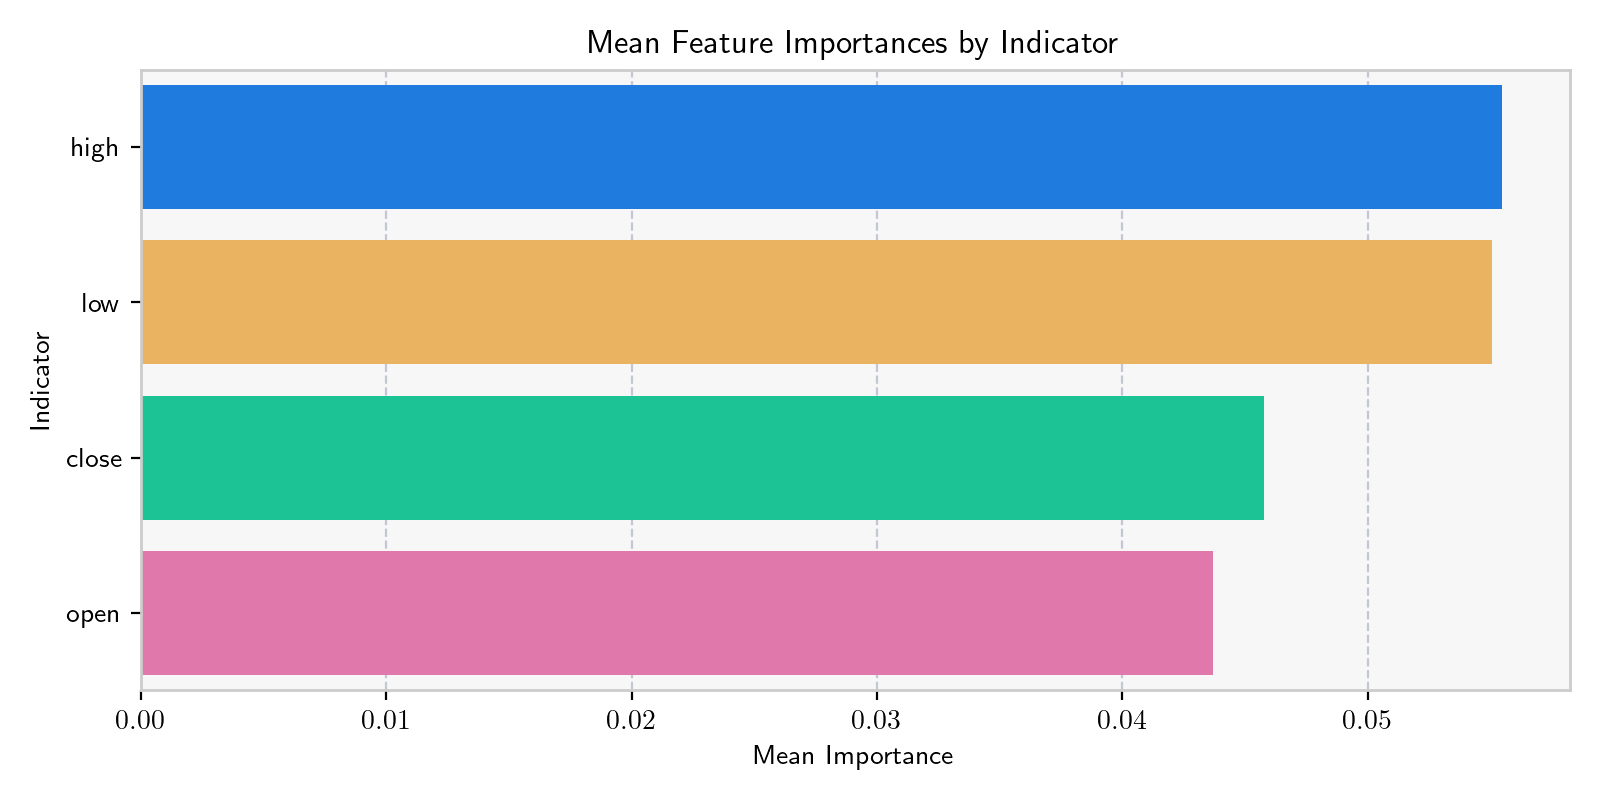 Mean Feature Importances by Indicator
high
low
close
open
Indicator
0.00 0.01 0.02 0.03 0.04 0.05
Mean Importance